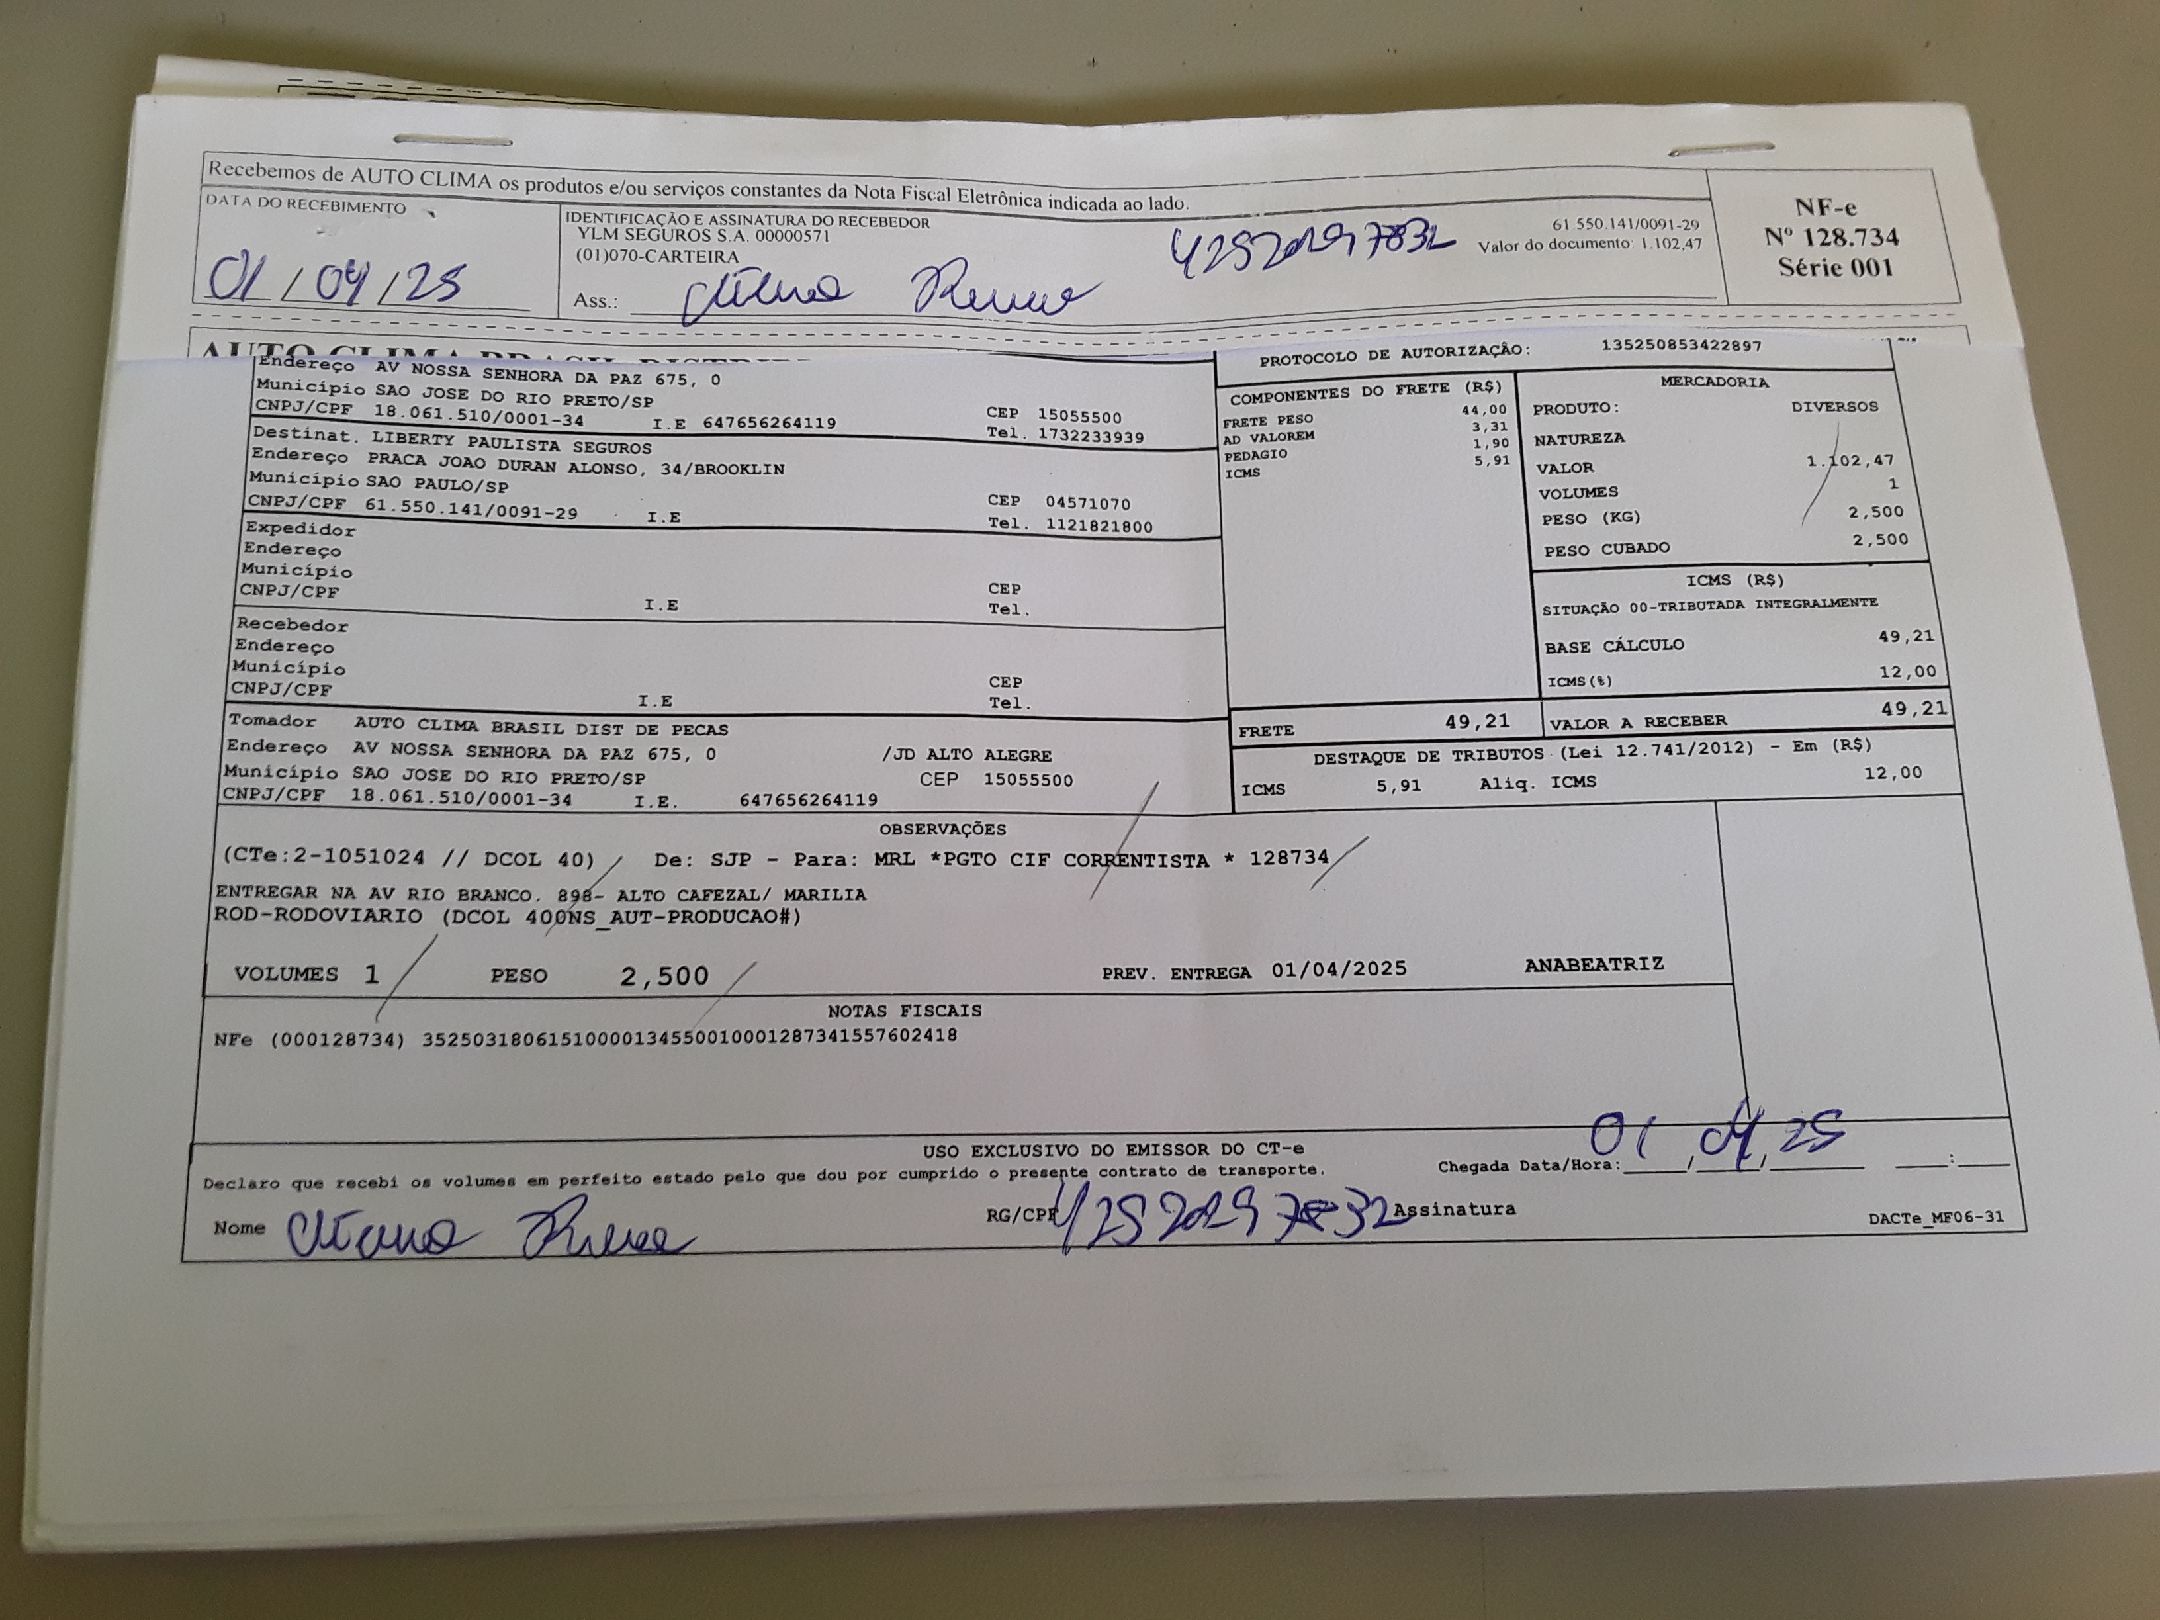 Recebemos de AUTO CLIMA os produtos e/ou serviços constantes da Nota Fiscal Eletrônica indicada ao lado.
DATA DO RECEBIMENTO
01/04/25
IDENTIFICAÇÃO E ASSINATURA DO RECEBEDOR
YLM SEGUROS S.A. 00000571
(01)070-CARTEIRA
Ass.:
42520297832
61.550.141/0091-29
Valor do documento: 1.102,47
NF-e
Nº 128.734
Série 001
AUTO CLIMA BRASIL
Endereço AV NOSSA SENHORA DA PAZ 675, 0
Município SAO JOSE DO RIO PRETO/SP
CEP 15055500
CNPJ/CPF 18.061.510/0001-34 I.E 647656264119 Tel. 1732233939
Destinat. LIBERTY PAULISTA SEGUROS
Endereço PRACA JOAO DURAN ALONSO, 34/BROOKLIN
Município SAO PAULO/SP CEP 04571070
CNPJ/CPF 61.550.141/0091-29 I.E Tel. 1121821800
Expedidor
Endereço
Município CEP
CNPJ/CPF I.E Tel.
Recebedor
Endereço
Município CEP
CNPJ/CPF I.E Tel.
Tomador AUTO CLIMA BRASIL DIST DE PECAS
Endereço AV NOSSA SENHORA DA PAZ 675, 0 /JD ALTO ALEGRE
Município SAO JOSE DO RIO PRETO/SP CEP 15055500
CNPJ/CPF 18.061.510/0001-34 I.E. 647656264119
PROTOCOLO DE AUTORIZAÇÃO: 135250853422897
COMPONENTES DO FRETE (R$)
FRETE PESO 44,00
AD VALOREM 3,31
PEDAGIO 1,90
ICMS 5,91
MERCADORIA
PRODUTO: DIVERSOS
NATUREZA
VALOR 1.102,47
VOLUMES 1
PESO (KG) 2,500
PESO CUBADO 2,500
ICMS (R$)
SITUAÇÃO 00-TRIBUTADA INTEGRALMENTE
BASE CÁLCULO 49,21
ICMS(%) 12,00
FRETE 49,21 VALOR A RECEBER 49,21
DESTAQUE DE TRIBUTOS (Lei 12.741/2012) - Em (R$)
ICMS 5,91 Aliq. ICMS 12,00
OBSERVAÇÕES
(CTe:2-1051024 // DCOL 40) De: SJP - Para: MRL *PGTO CIF CORRENTISTA * 128734
ENTREGAR NA AV RIO BRANCO. 898- ALTO CAFEZAL/ MARILIA
ROD-RODOVIARIO (DCOL 400NS_AUT-PRODUCAO#)
VOLUMES 1 PESO 2,500 PREV. ENTREGA 01/04/2025 ANABEATRIZ
NOTAS FISCAIS
NFe (000128734) 35250318061510000134550010001287341557602418
USO EXCLUSIVO DO EMISSOR DO CT-e
Declaro que recebi os volumes em perfeito estado pelo que dou por cumprido o presente contrato de transporte. Chegada Data/Hora: 01/04/25 :
Nome RG/CPF 42520297832 Assinatura
DACTe_MF06-31